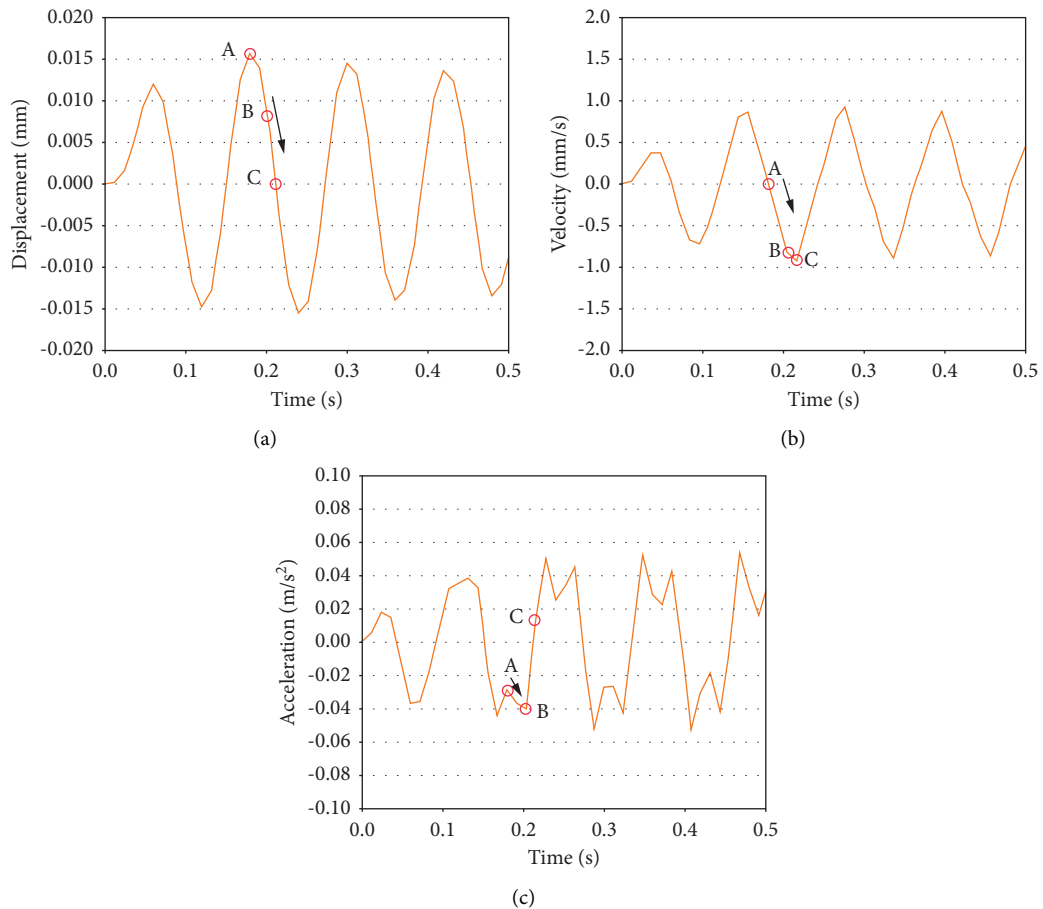 0.020
0.015
0.010
0.005
0.000
-0.005
-0.010
-0.015
-0.020
Displacement (mm)
A
B
C
0.0 0.1 0.2 0.3 0.4 0.5
Time (s)
(a)
2.0
1.5
1.0
0.5
0.0
-0.5
-1.0
-1.5
-2.0
Velocity (mm/s)
A
B
C
0.0 0.1 0.2 0.3 0.4 0.5
Time (s)
(b)
0.10
0.08
0.06
0.04
0.02
0.00
-0.02
-0.04
-0.06
-0.08
-0.10
Acceleration (m/s²)
C
A
B
0.0 0.1 0.2 0.3 0.4 0.5
Time (s)
(c)